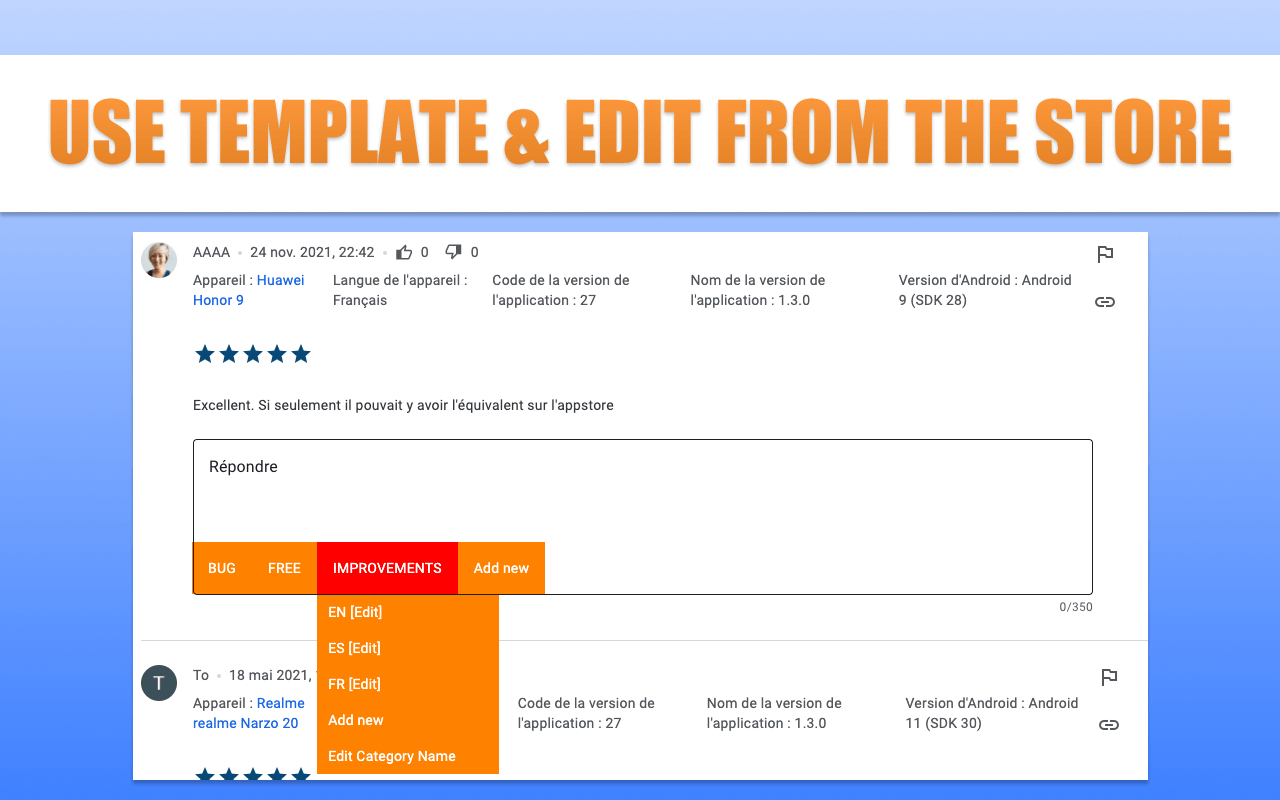 USE TEMPLATE & EDIT FROM THE STORE
AAAA • 24 nov. 2021, 22:42 • 0 0
Appareil : Huawei Honor 9
Langue de l'appareil : Français
Code de la version de l'application : 27
Nom de la version de l'application : 1.3.0
Version d'Android : Android 9 (SDK 28)
Excellent. Si seulement il pouvait y avoir l'équivalent sur l'appstore
Répondre
BUG FREE IMPROVEMENTS Add new
0/350
EN [Edit]
ES [Edit]
FR [Edit]
Add new
Edit Category Name
T
To • 18 mai 2021,
Appareil : Realme realme Narzo 20
Code de la version de l'application : 27
Nom de la version de l'application : 1.3.0
Version d'Android : Android 11 (SDK 30)